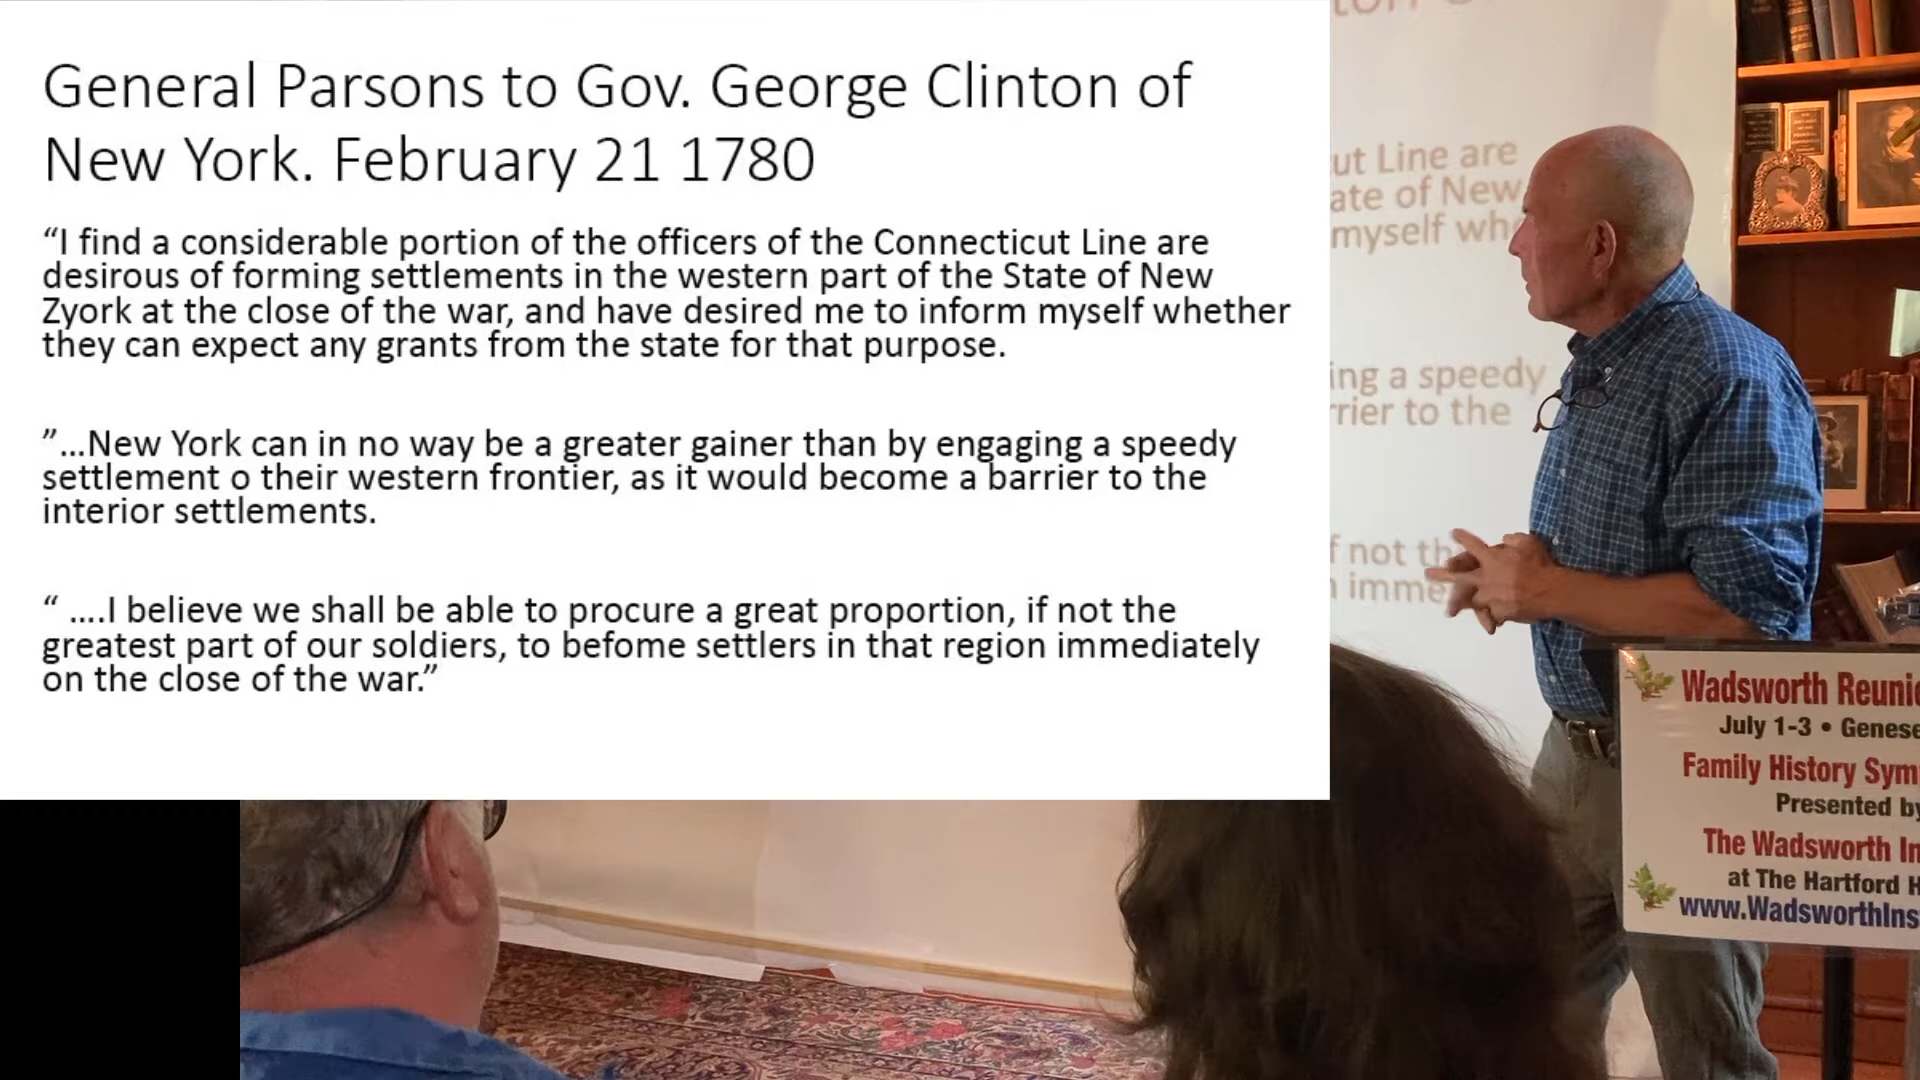 General Parsons to Gov. George Clinton of
New York. February 21 1780
“I find a considerable portion of the officers of the Connecticut Line are
desirous of forming settlements in the western part of the State of New
Zyork at the close of the war, and have desired me to inform myself whether
they can expect any grants from the state for that purpose.
”…New York can in no way be a greater gainer than by engaging a speedy
settlement o their western frontier, as it would become a barrier to the
interior settlements.
“ ….I believe we shall be able to procure a great proportion, if not the
greatest part of our soldiers, to befome settlers in that region immediately
on the close of the war.”
ut Line are
ate of New
myself wh
ing a speedy
rrier to the
f not th
imme
Wadsworth Reunio
July 1-3 • Genese
Family History Sym
Presented by
The Wadsworth In
at The Hartford H
www.WadsworthIns